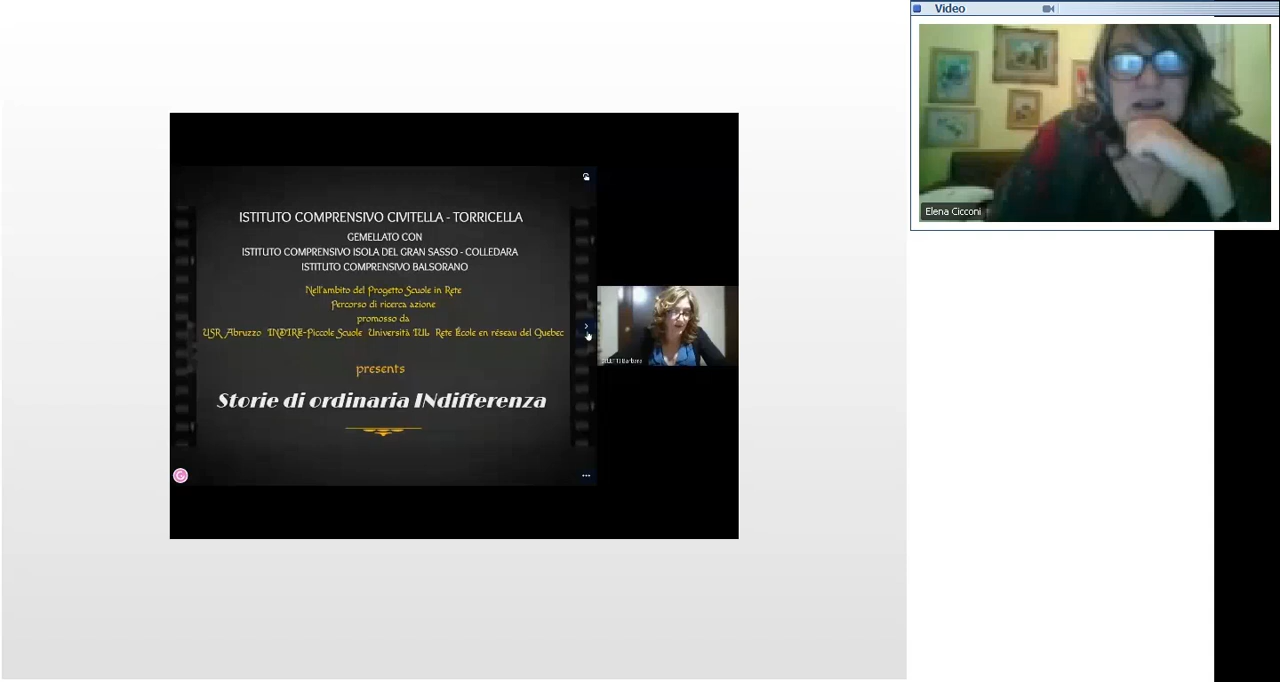 Video
Elena Cicconi
ISTITUTO COMPRENSIVO CIVITELLA - TORRICELLA
GEMELLATO CON
ISTITUTO COMPRENSIVO ISOLA DEL GRAN SASSO - COLLEDARA
ISTITUTO COMPRENSIVO BALSORANO
Nell'ambito del Progetto Scuole in Rete
Percorso di ricerca azione
promosso da
USR Abruzzo INDIRE-Piccole Scuole Università IUL Rete École en réseau del Quebec
presents
Storie di ordinaria INdifferenza
Barbara